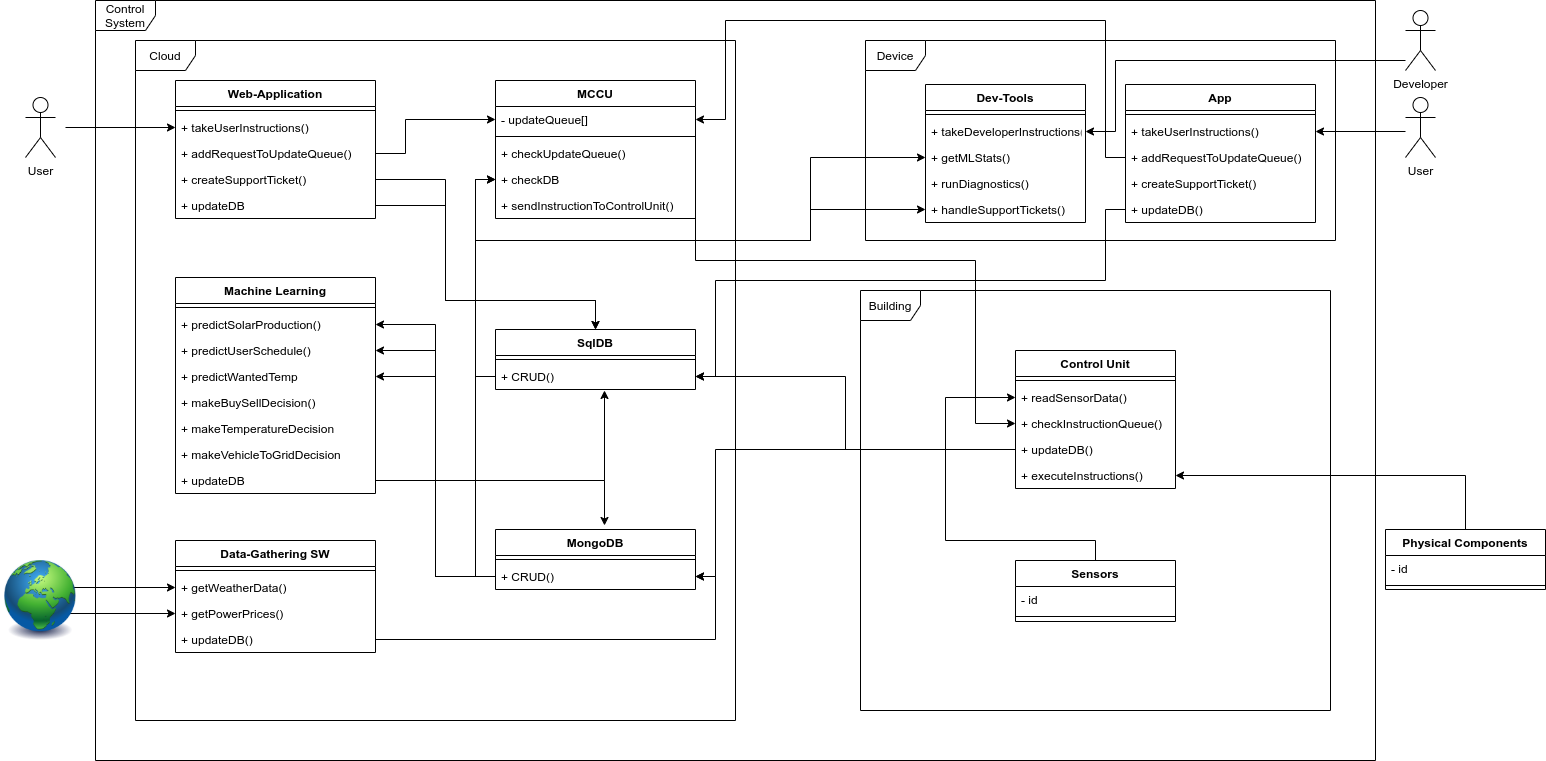 Control
System
Cloud
Web-Application
+ takeUserInstructions()
+ addRequestToUpdateQueue()
+ createSupportTicket()
+ updateDB
MCCU
- updateQueue[]
+ checkUpdateQueue()
+ checkDB
+ sendInstructionToControlUnit()
Device
Dev-Tools
+ takeDeveloperInstructions
+ getMLStats()
+ runDiagnostics()
+ handleSupportTickets()
App
+ takeUserInstructions()
+ addRequestToUpdateQueue()
+ createSupportTicket()
+ updateDB()
Developer
User
User
Machine Learning
+ predictSolarProduction()
+ predictUserSchedule()
+ predictWantedTemp
+ makeBuySellDecision()
+ makeTemperatureDecision
+ makeVehicleToGridDecision
+ updateDB
SqlDB
+ CRUD()
Building
Control Unit
+ readSensorData()
+ checkInstructionQueue()
+ updateDB()
+ executeInstructions()
Data-Gathering SW
+ getWeatherData()
+ getPowerPrices()
+ updateDB()
MongoDB
+ CRUD()
Sensors
- id
Physical Components
- id